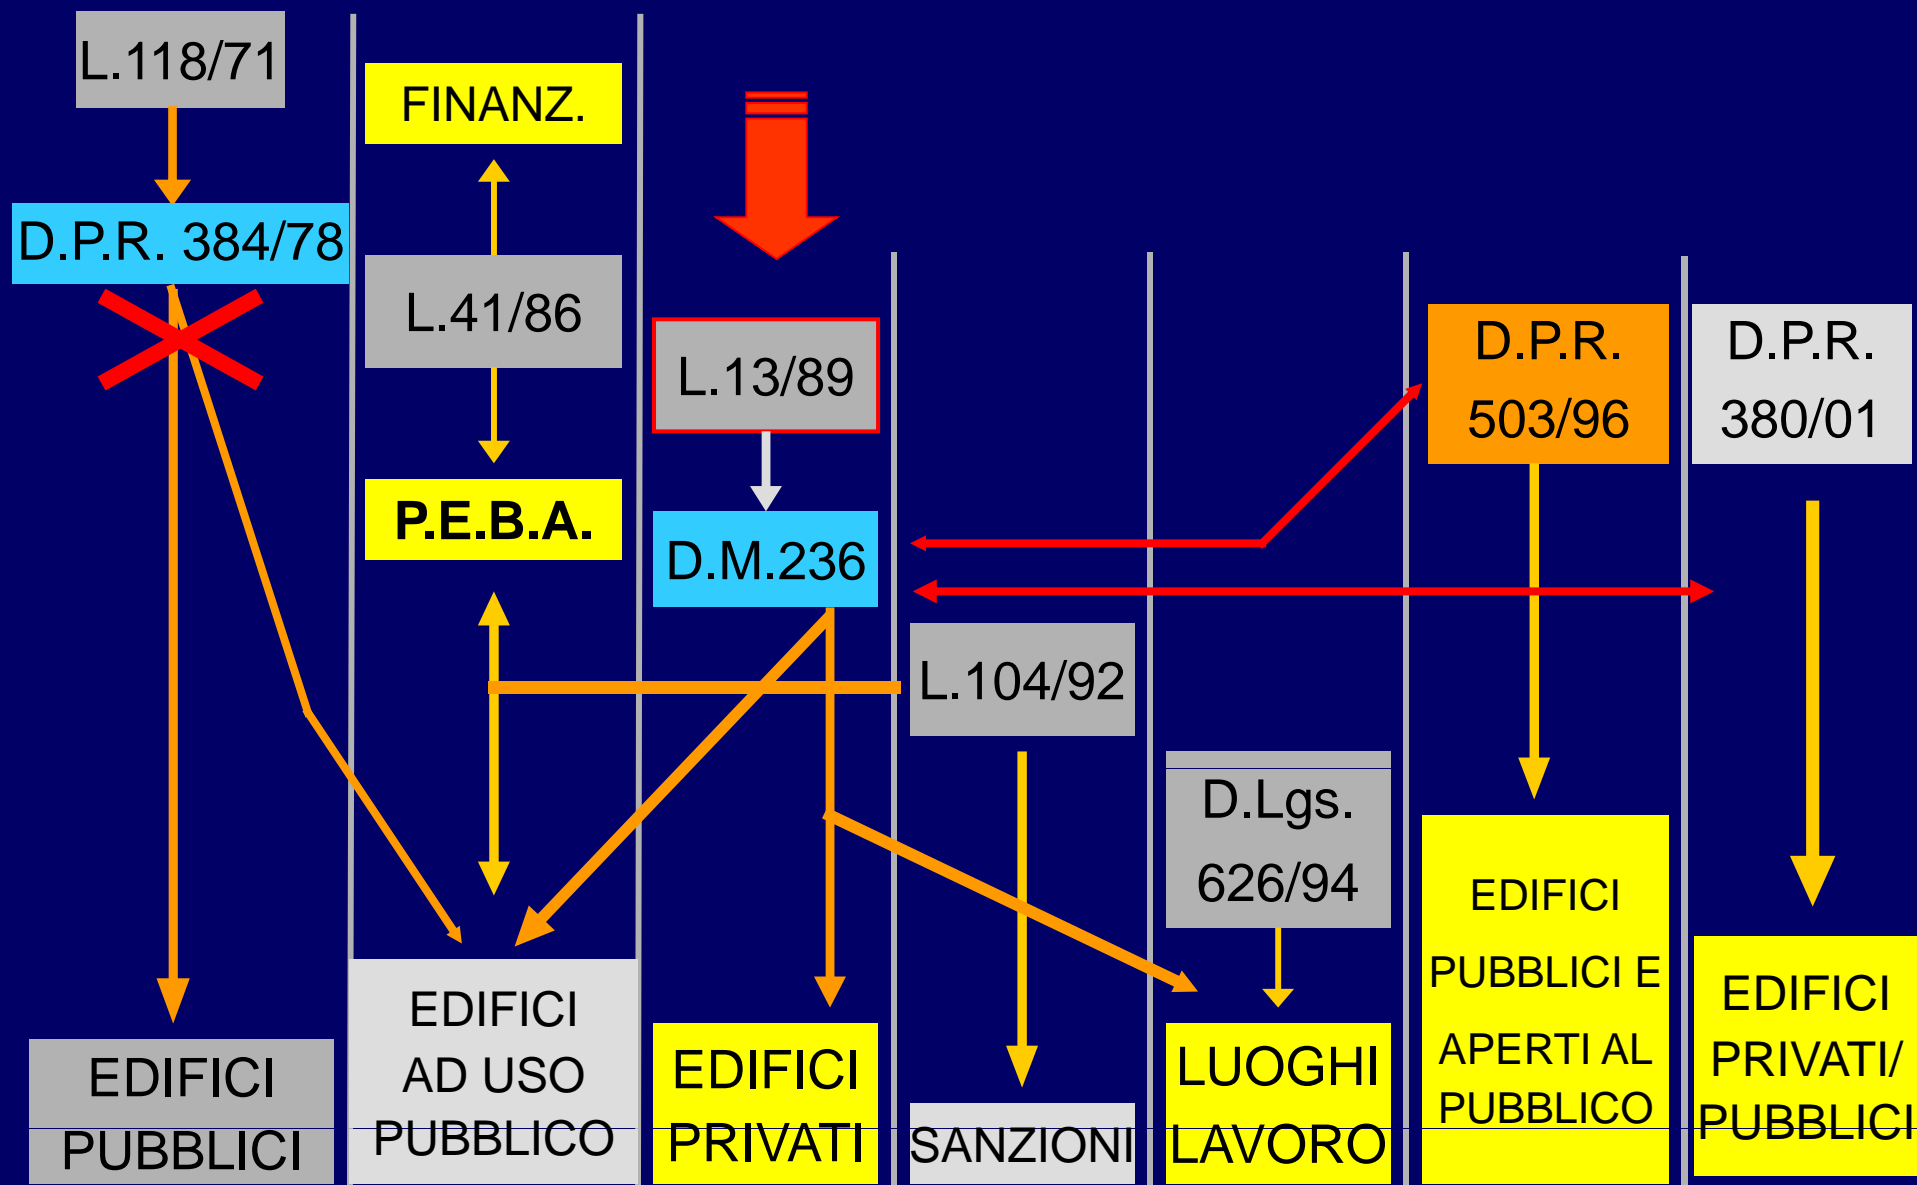 L.118/71
D.P.R. 384/78
EDIFICI
PUBBLICI
FINANZ.
L.41/86
P.E.B.A.
EDIFICI
AD USO
PUBBLICO
L.13/89
D.M.236
EDIFICI
PRIVATI
L.104/92
SANZIONI
D.Lgs.
626/94
LUOGHI
LAVORO
D.P.R.
503/96
EDIFICI
PUBBLICI E
APERTI AL
PUBBLICO
D.P.R.
380/01
EDIFICI
PRIVATI/
PUBBLICI